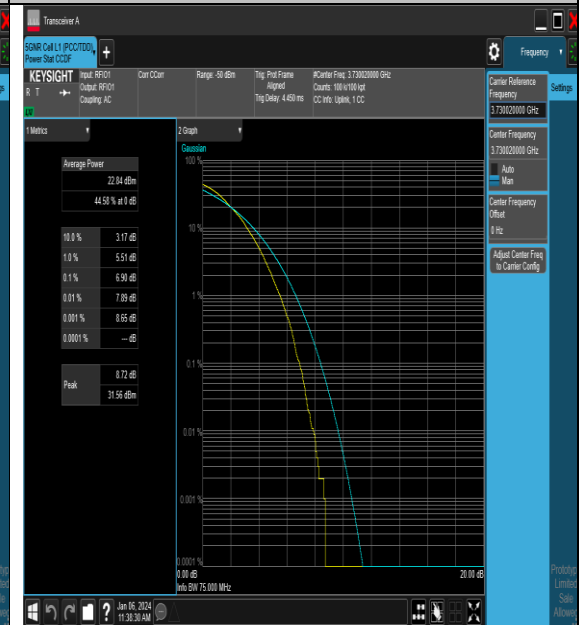 Transceiver A
5GNR Cell L1 (PCC/TDD),
Power Stat CCDF
+
Frequency
KEYSIGHT
R T
Input: RFIO1
Output: RFIO1
Coupling: AC
Corr CCorr
Range: -50 dBm
Trig: Prot Frame
Aligned
Trig Delay: 4.450 ms
#Center Freq: 3.730020000 GHz
Counts: 100 k/100 kpt
CC Info: Uplink, 1 CC
Carrier Reference
Frequency
3.730020000 GHz
Settings
Center Frequency
3.730020000 GHz
Auto
Man
Center Frequency
Offset
0 Hz
Adjust Center Freq
to Carrier Config
1 Metrics
Average Power
22.84 dBm
44.58 % at 0 dB
10.0 % 3.17 dB
1.0 % 5.51 dB
0.1 % 6.90 dB
0.01 % 7.89 dB
0.001 % 8.65 dB
0.0001 % --- dB
Peak
8.72 dB
31.56 dBm
2 Graph
Gaussian
100 %
10 %
1 %
0.1 %
0.01 %
0.001 %
0.0001 %
0.00 dB
20.00 dB
Info BW 75.000 MHz
?
Jan 06, 2024
11:38:30 AM
Limited
Sale